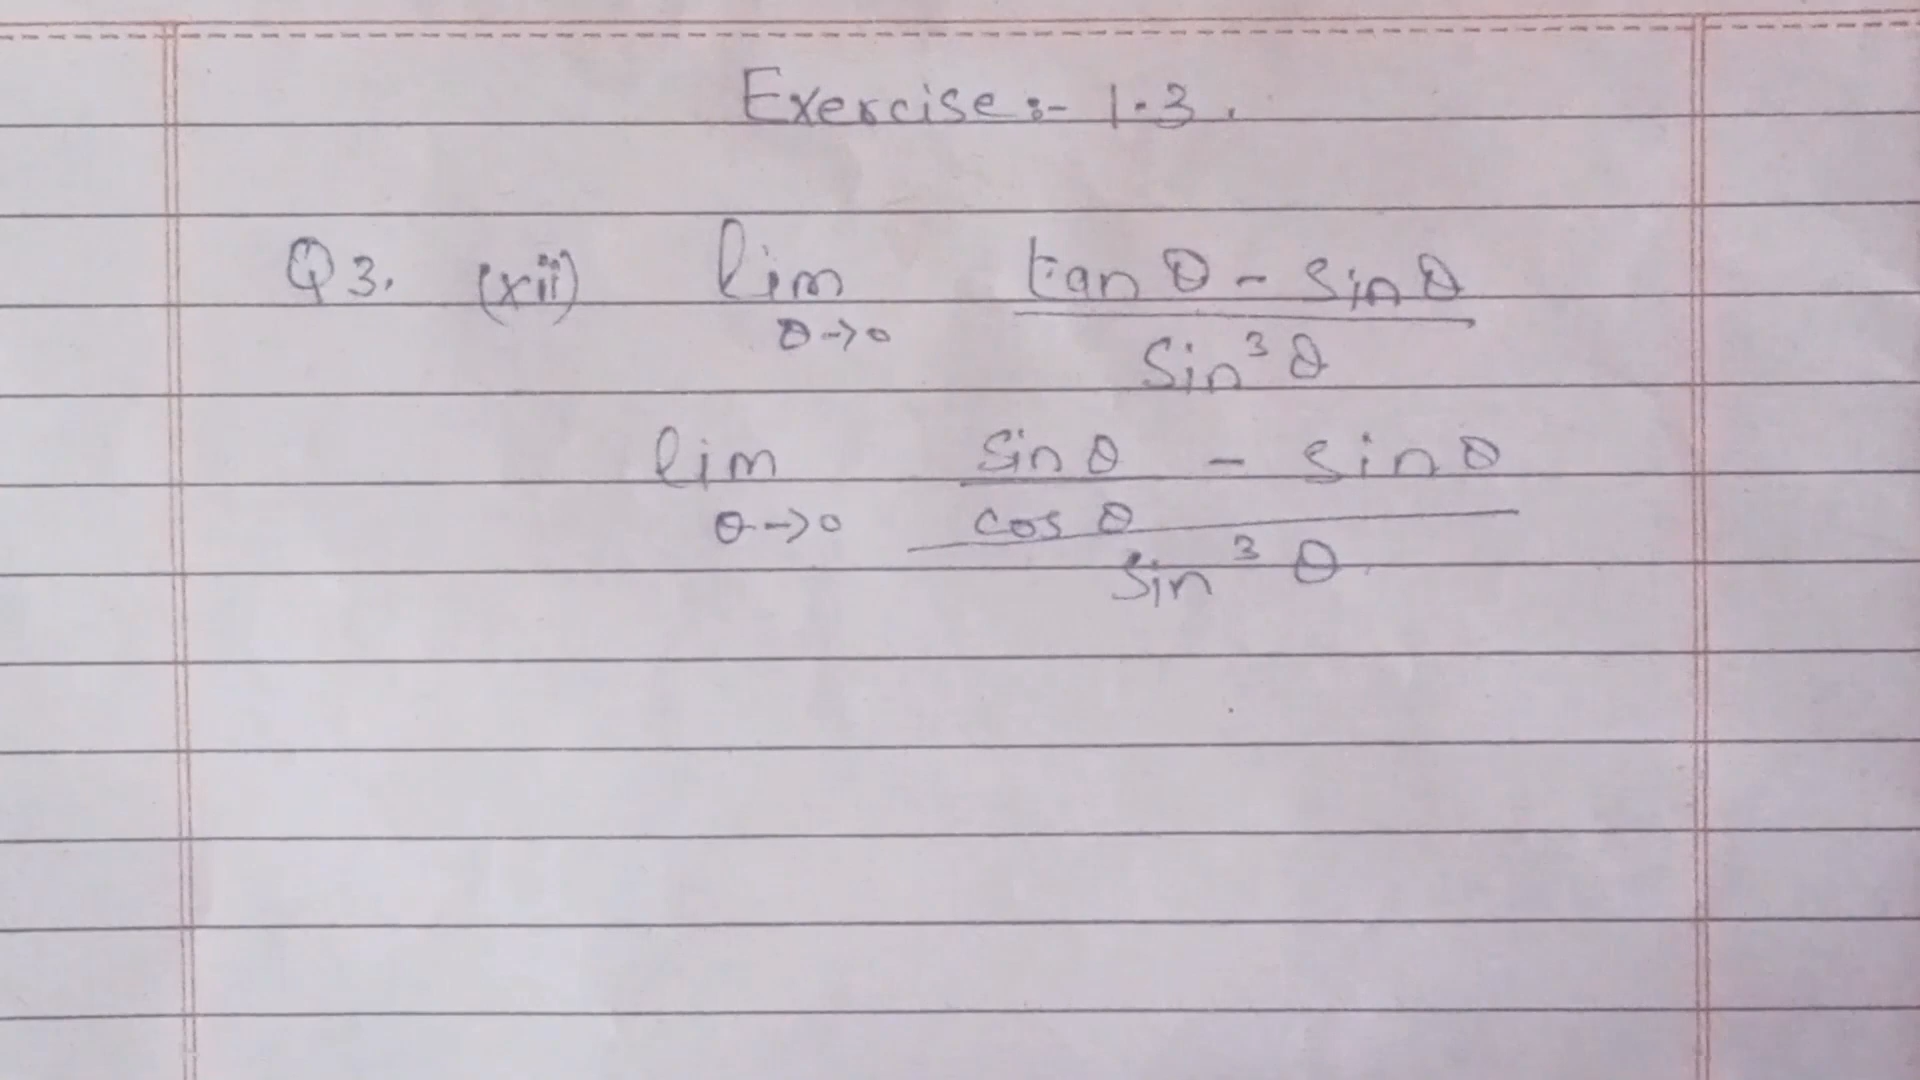 Exercise:- 1.3.
Q3. (xii) lim θ->0 (tan θ - sin θ) / sin³ θ
lim θ->0 (sin θ / cos θ - sin θ) / sin³ θ